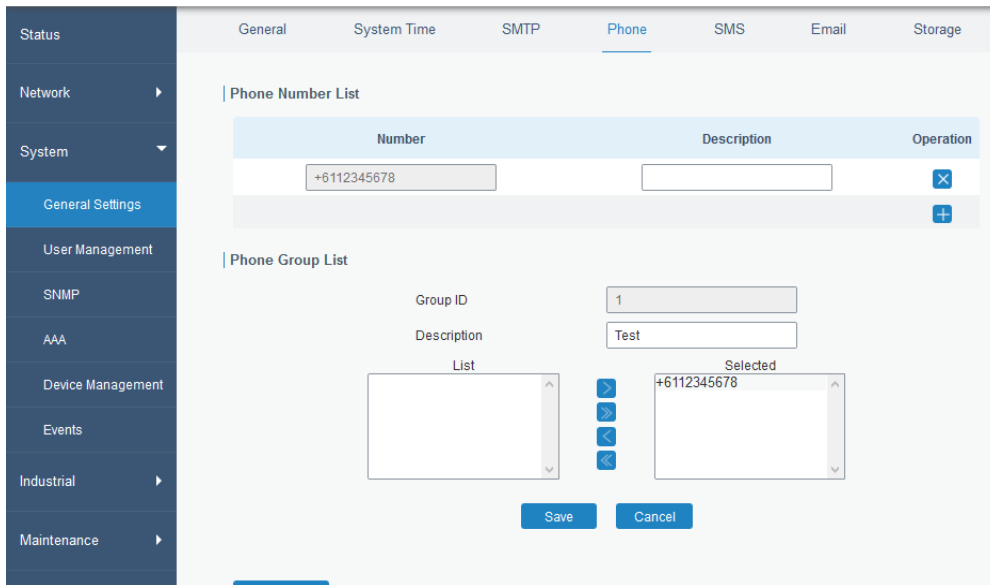 Status
Network
System
General Settings
User Management
SNMP
AAA
Device Management
Events
Industrial
Maintenance
General System Time SMTP Phone SMS Email Storage
Phone Number List
Number Description Operation
+6112345678
Phone Group List
Group ID 1
Description Test
List Selected
+6112345678
Save Cancel